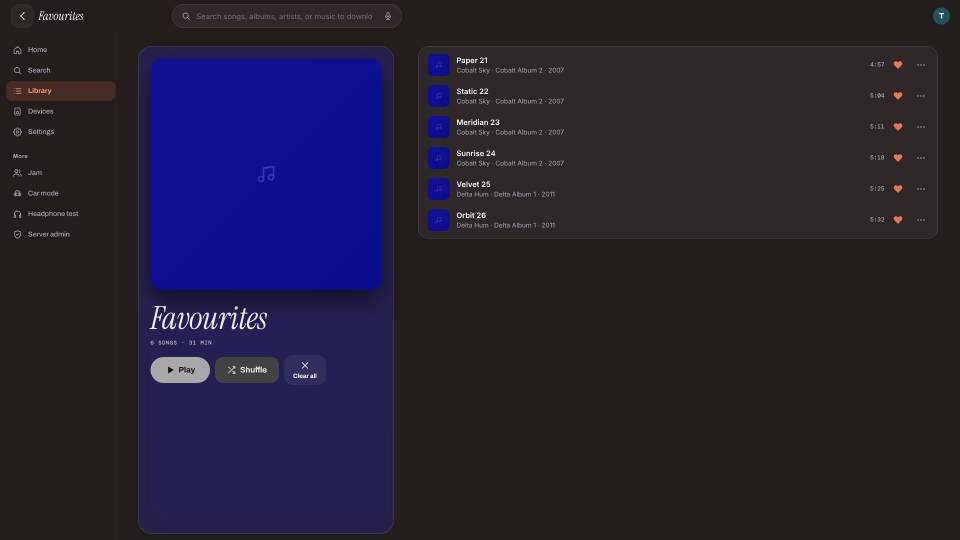 Favourites
Search songs, albums, artists, or music to downlo
T
Home
Search
Library
Devices
Settings
More
Jam
Car mode
Headphone test
Server admin
Favourites
6 SONGS · 31 MIN
Play
Shuffle
Clear all
Paper 21
Cobalt Sky · Cobalt Album 2 · 2007
4:57
Static 22
Cobalt Sky · Cobalt Album 2 · 2007
5:04
Meridian 23
Cobalt Sky · Cobalt Album 2 · 2007
5:11
Sunrise 24
Cobalt Sky · Cobalt Album 2 · 2007
5:18
Velvet 25
Delta Hum · Delta Album 1 · 2011
5:25
Orbit 26
Delta Hum · Delta Album 1 · 2011
5:32